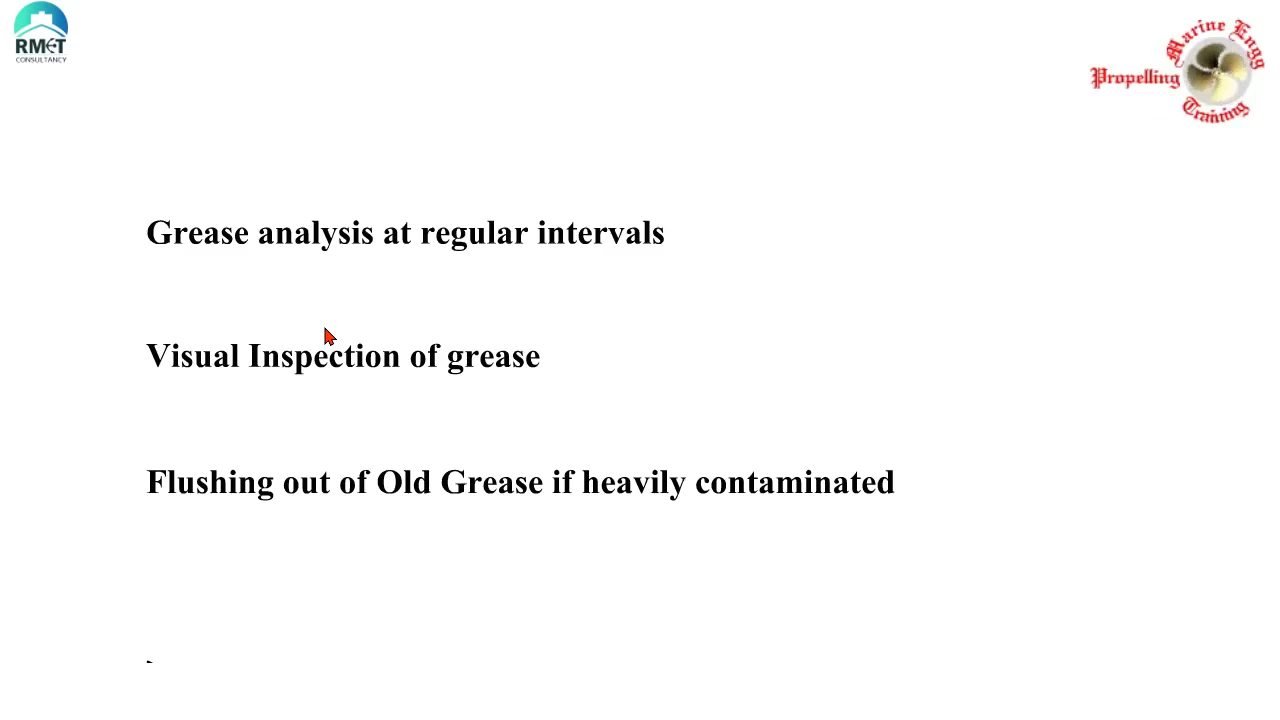 RMET
CONSULTANCY
Propelling Marine Engg Training
Grease analysis at regular intervals
Visual Inspection of grease
Flushing out of Old Grease if heavily contaminated